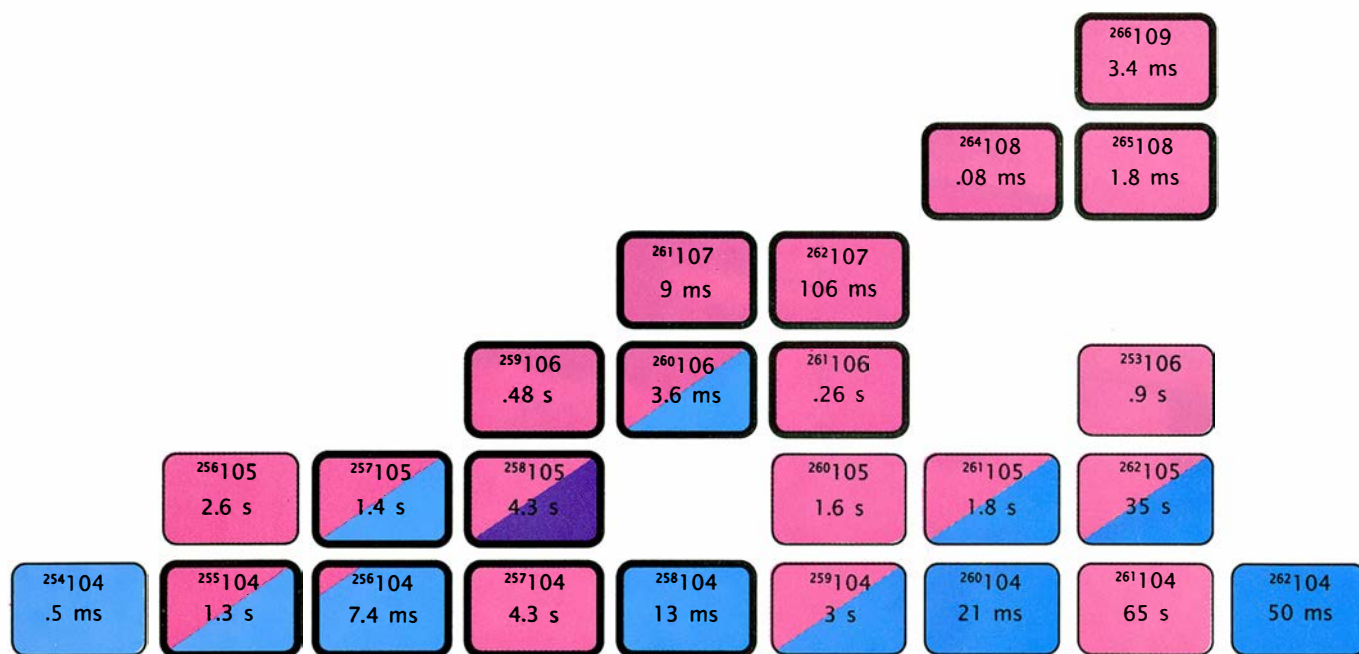 266109
3.4 ms
264108
.08 ms
265108
1.8 ms
261107
9 ms
262107
106 ms
259106
.48 s
260106
3.6 ms
261106
.26 s
253106
.9 s
256105
2.6 s
257105
1.4 s
258105
4.3 s
260105
1.6 s
261105
1.8 s
262105
35 s
254104
.5 ms
255104
1.3 s
256104
7.4 ms
257104
4.3 s
258104
13 ms
259104
3 s
260104
21 ms
261104
65 s
262104
50 ms